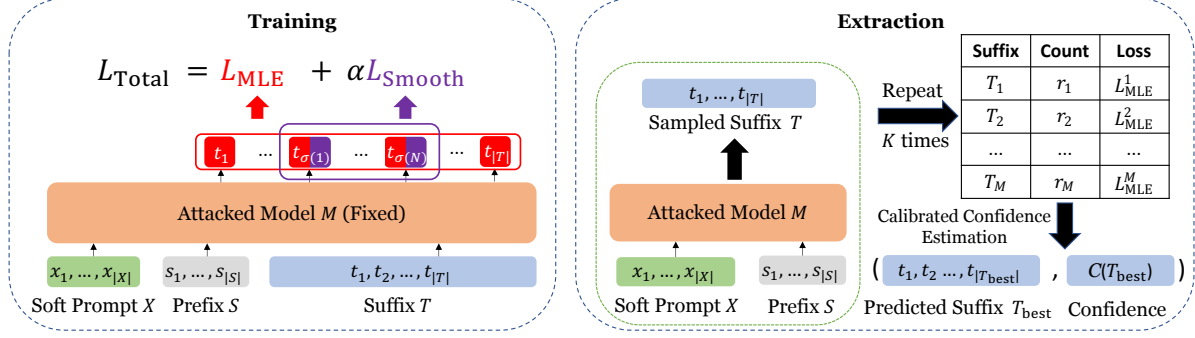 Training
L_Total = L_MLE + αL_Smooth
t_1 ... t_σ(1) ... t_σ(N) ... t_|T|
Attacked Model M (Fixed)
x_1, ..., x_|X| s_1, ..., s_|S| t_1, t_2, ..., t_|T|
Soft Prompt X Prefix S Suffix T
Extraction
t_1, ..., t_|T|
Sampled Suffix T
Attacked Model M
x_1, ..., x_|X| s_1, ..., s_|S|
Soft Prompt X Prefix S
Repeat
K times
Suffix Count Loss
T_1 r_1 L^1_MLE
T_2 r_2 L^2_MLE
... ... ...
T_M r_M L^M_MLE
Calibrated Confidence
Estimation
( t_1, t_2 ..., t_|T_best| , C(T_best) )
Predicted Suffix T_best Confidence